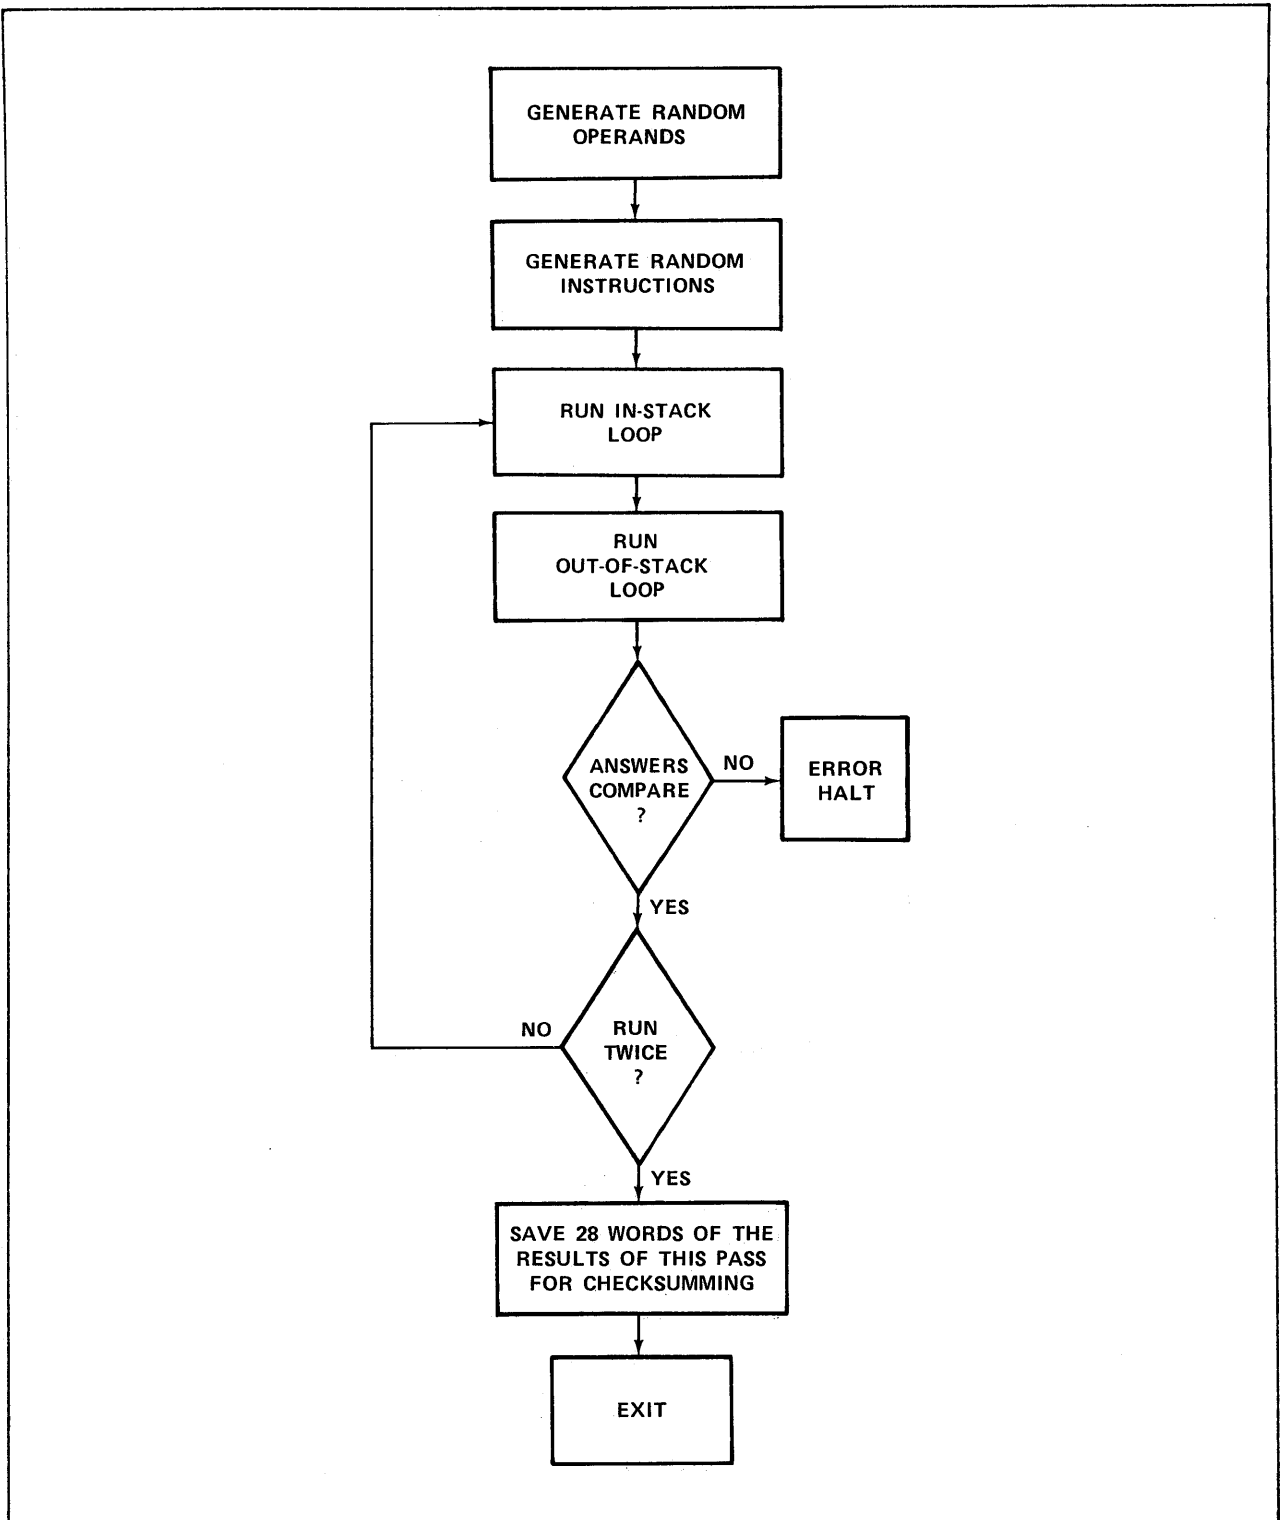 GENERATE RANDOM
OPERANDS
GENERATE RANDOM
INSTRUCTIONS
RUN IN-STACK
LOOP
RUN
OUT-OF-STACK
LOOP
ANSWERS
COMPARE
?
NO
ERROR
HALT
YES
NO
RUN
TWICE
?
YES
SAVE 28 WORDS OF THE
RESULTS OF THIS PASS
FOR CHECKSUMMING
EXIT